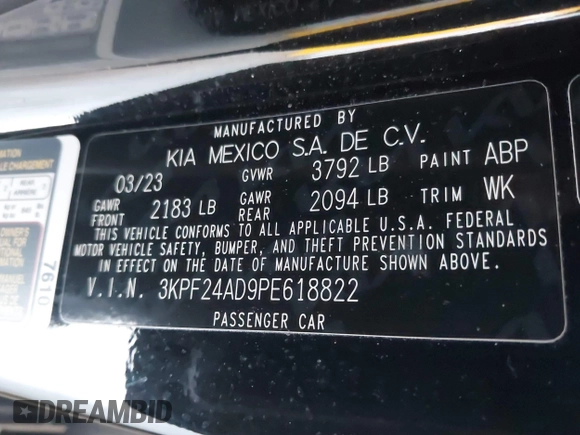 MANUFACTURED BY
KIA MEXICO S.A. DE C.V.
03/23 GVWR 3792 LB PAINT ABP
GAWR FRONT 2183 LB GAWR REAR 2094 LB TRIM WK
THIS VEHICLE CONFORMS TO ALL APPLICABLE U.S.A. FEDERAL
MOTOR VEHICLE SAFETY, BUMPER, AND THEFT PREVENTION STANDARDS
IN EFFECT ON THE DATE OF MANUFACTURE SHOWN ABOVE.
V.I.N. 3KPF24AD9PE618822
PASSENGER CAR
7610
DREAMBID